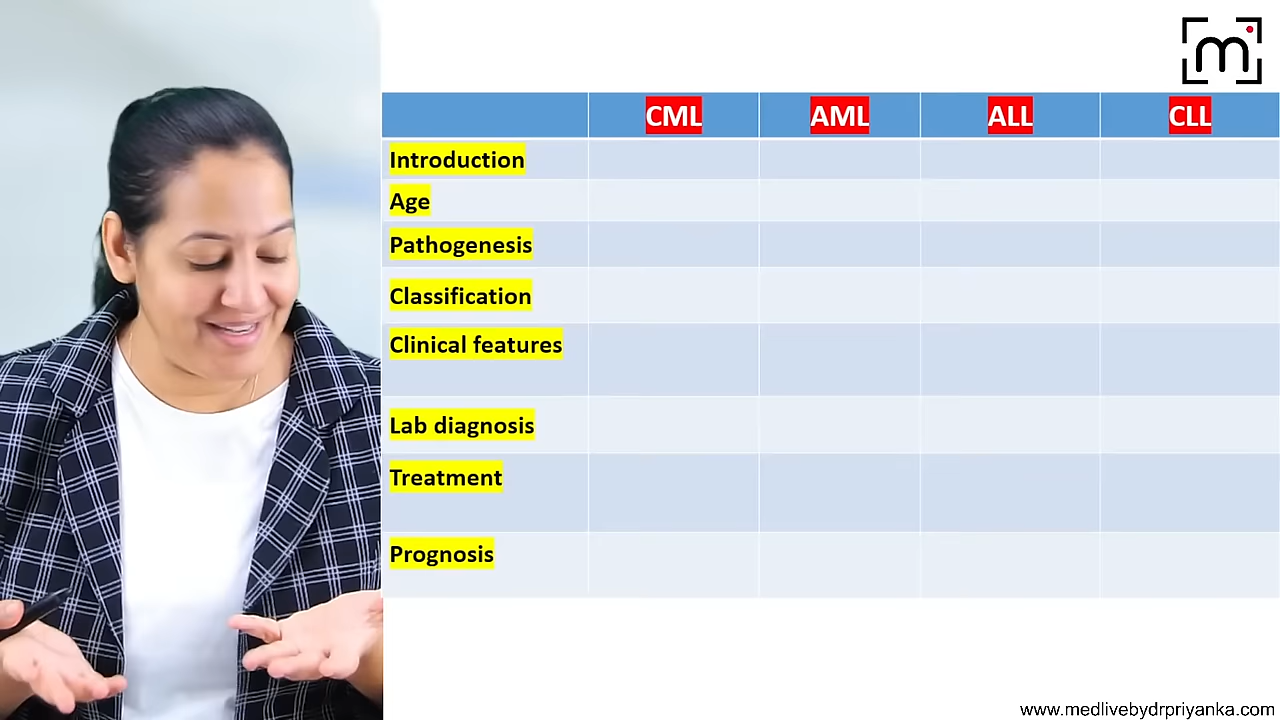 m
CML AML ALL CLL
Introduction
Age
Pathogenesis
Classification
Clinical features
Lab diagnosis
Treatment
Prognosis
www.medlivebydrpriyanka.com